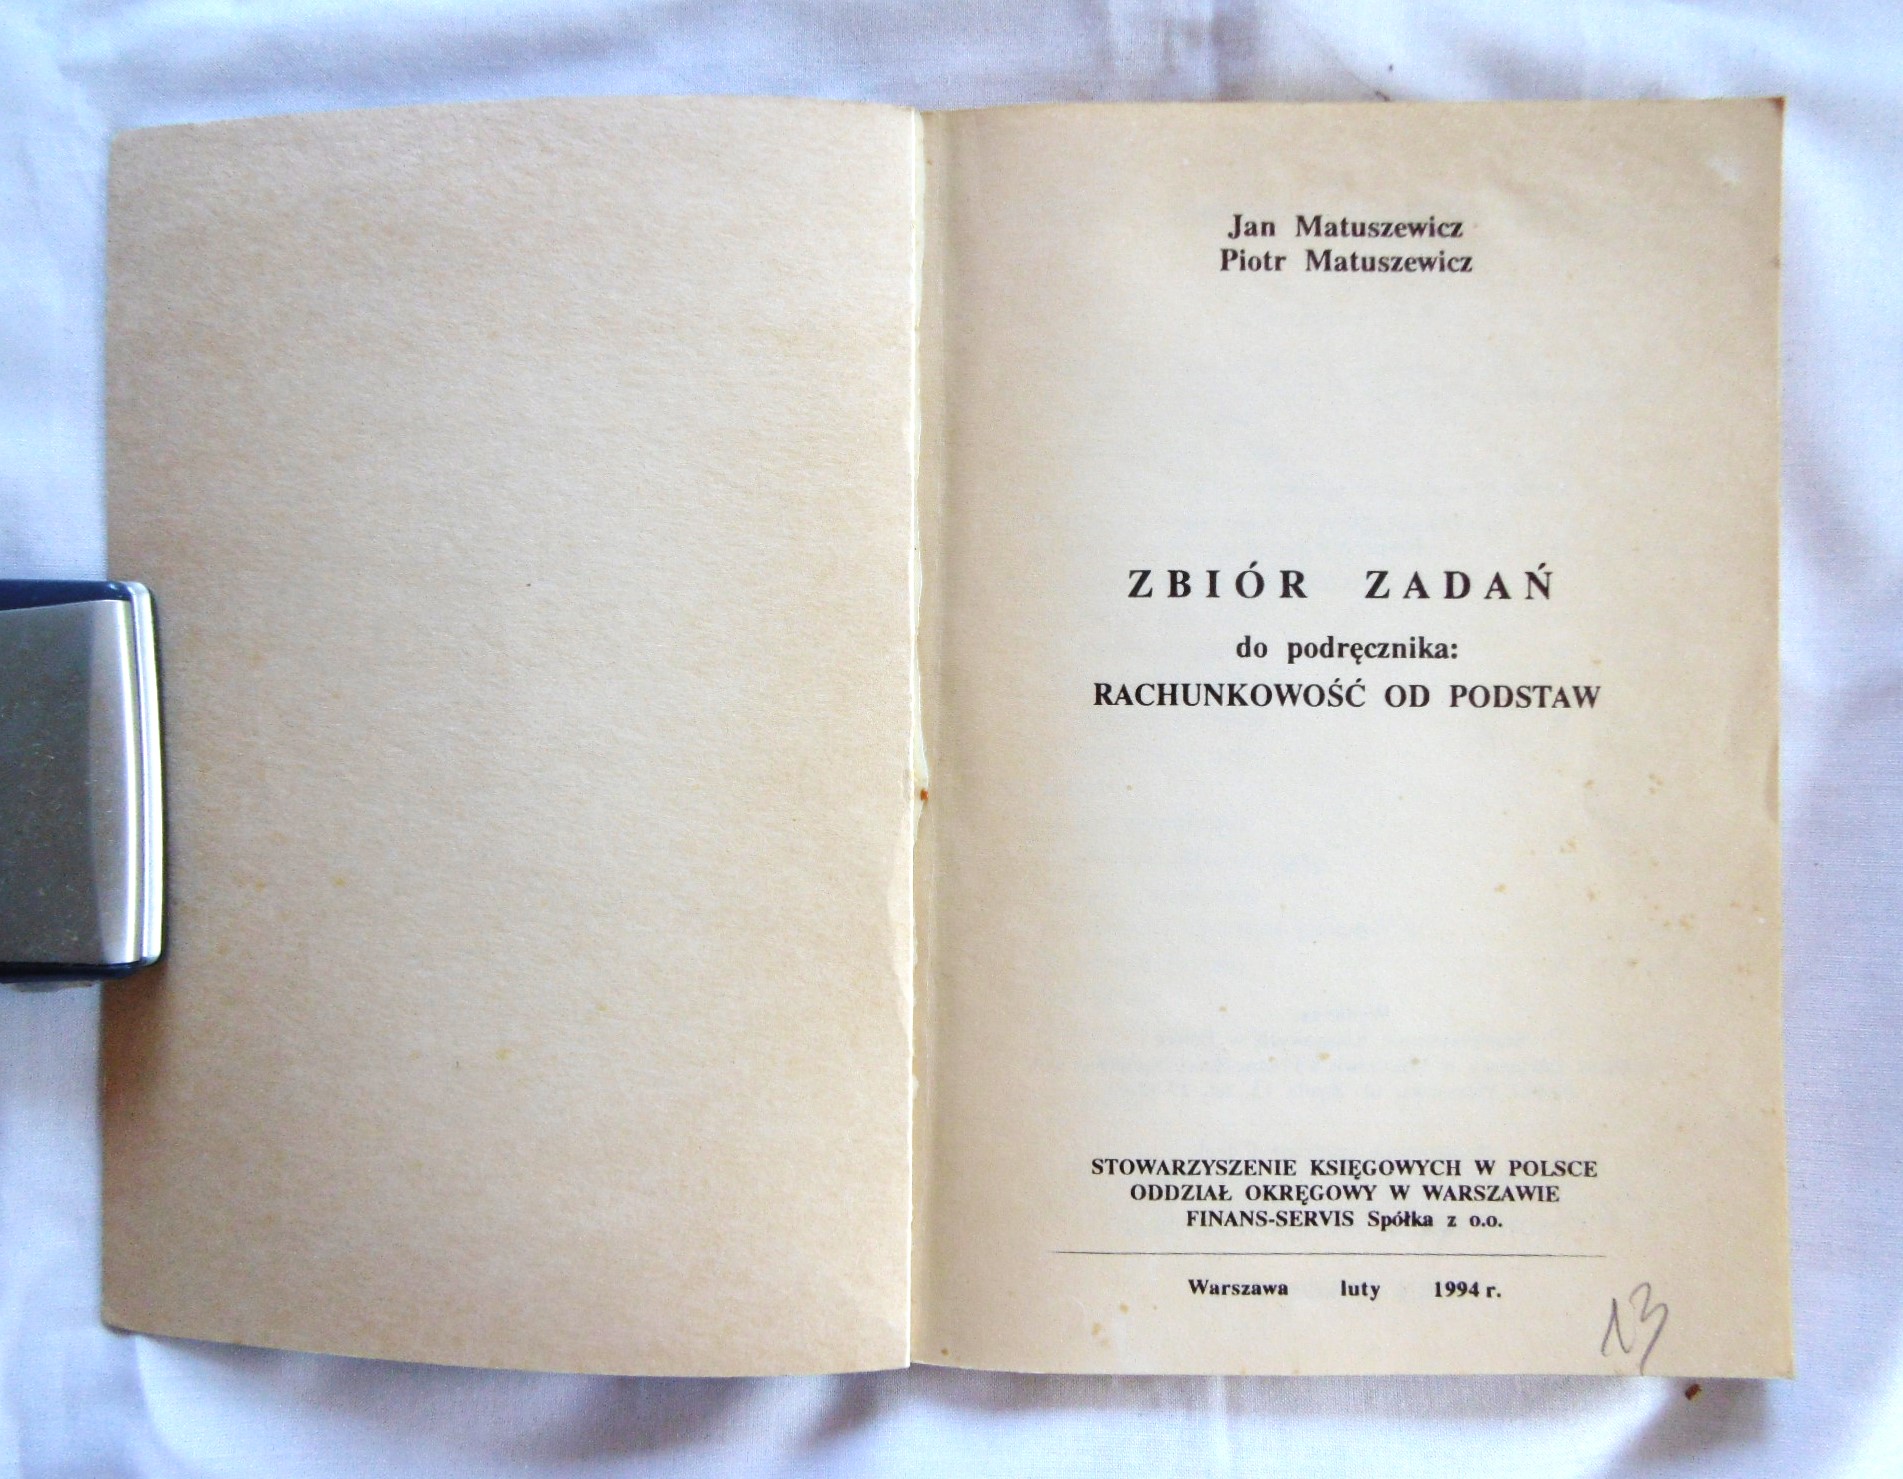 Jan Matuszewicz
Piotr Matuszewicz
ZBIÓR ZADAŃ
do podręcznika:
RACHUNKOWOŚĆ OD PODSTAW
STOWARZYSZENIE KSIĘGOWYCH W POLSCE
ODDZIAŁ OKRĘGOWY W WARSZAWIE
FINANS-SERVIS Spółka z o.o.
Warszawa luty 1994 r.
13